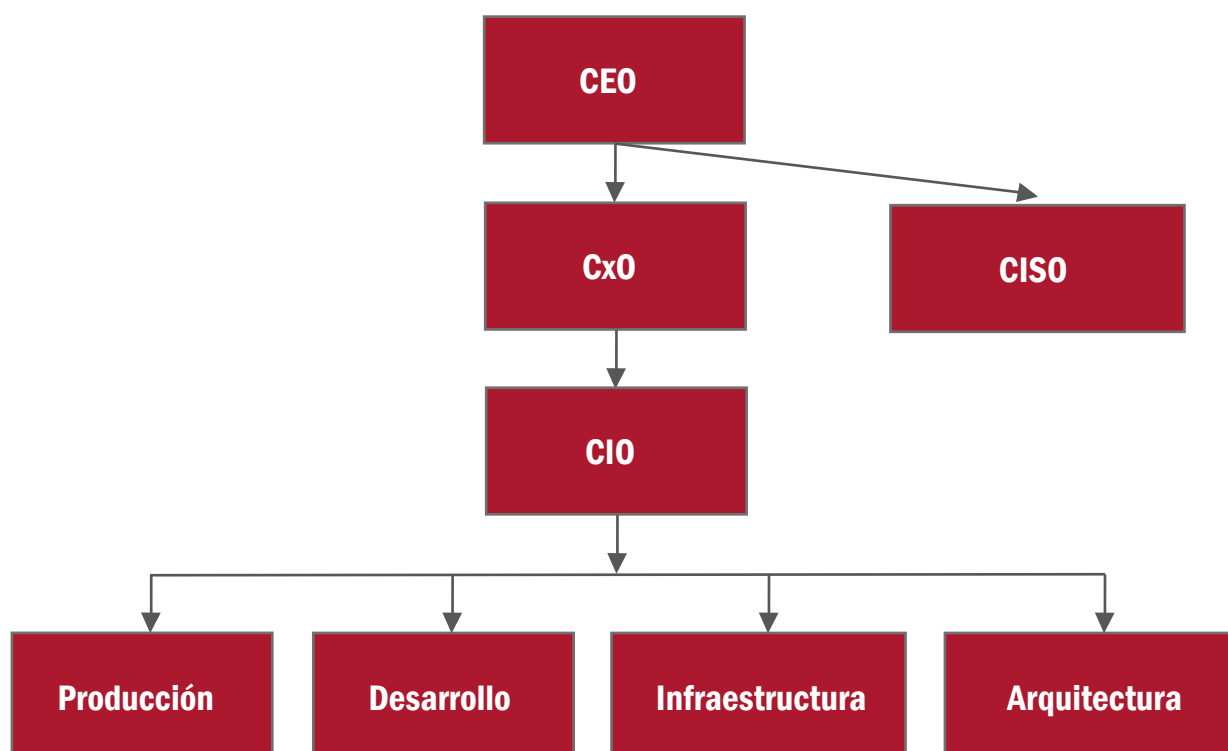 CEO
CxO
CISO
CIO
Producción
Desarrollo
Infraestructura
Arquitectura